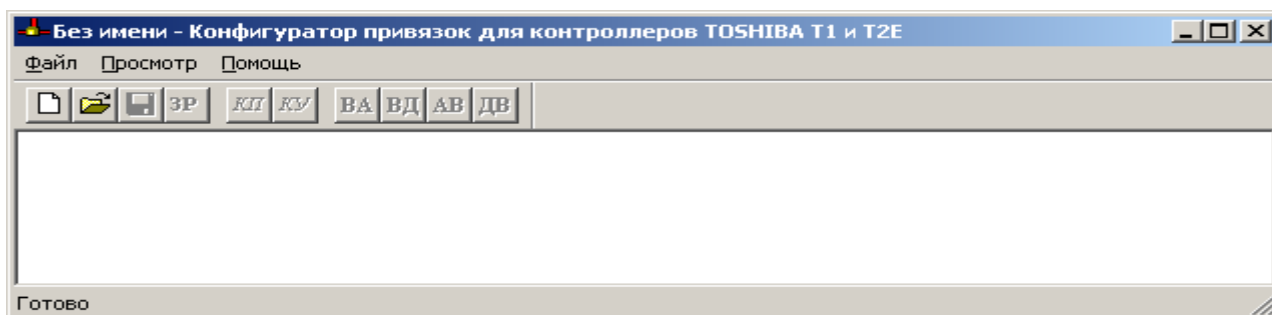 Без имени - Конфигуратор привязок для контроллеров TOSHIBA T1 и T2E
Файл Просмотр Помощь
ЗР КП КУ ВА ВД АВ ДВ
Готово